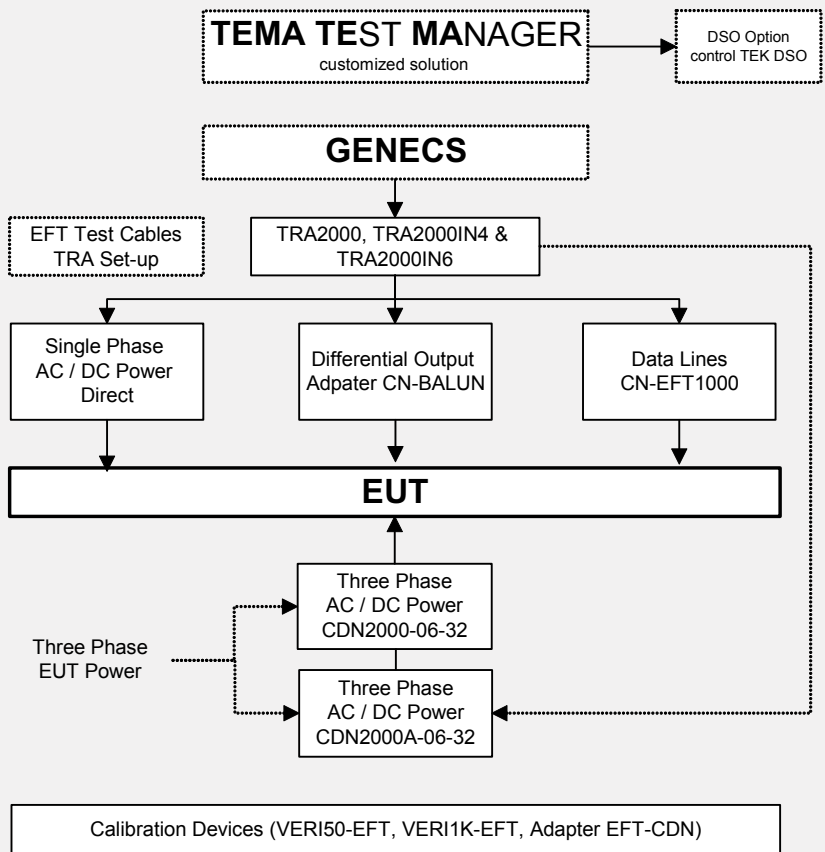 TEMA TEST MANAGER
customized solution
DSO Option
control TEK DSO
GENECS
EFT Test Cables
TRA Set-up
TRA2000, TRA2000IN4 &
TRA2000IN6
Single Phase
AC / DC Power
Direct
Differential Output
Adpater CN-BALUN
Data Lines
CN-EFT1000
EUT
Three Phase
AC / DC Power
CDN2000-06-32
Three Phase
EUT Power
Three Phase
AC / DC Power
CDN2000A-06-32
Calibration Devices (VERI50-EFT, VERI1K-EFT, Adapter EFT-CDN)